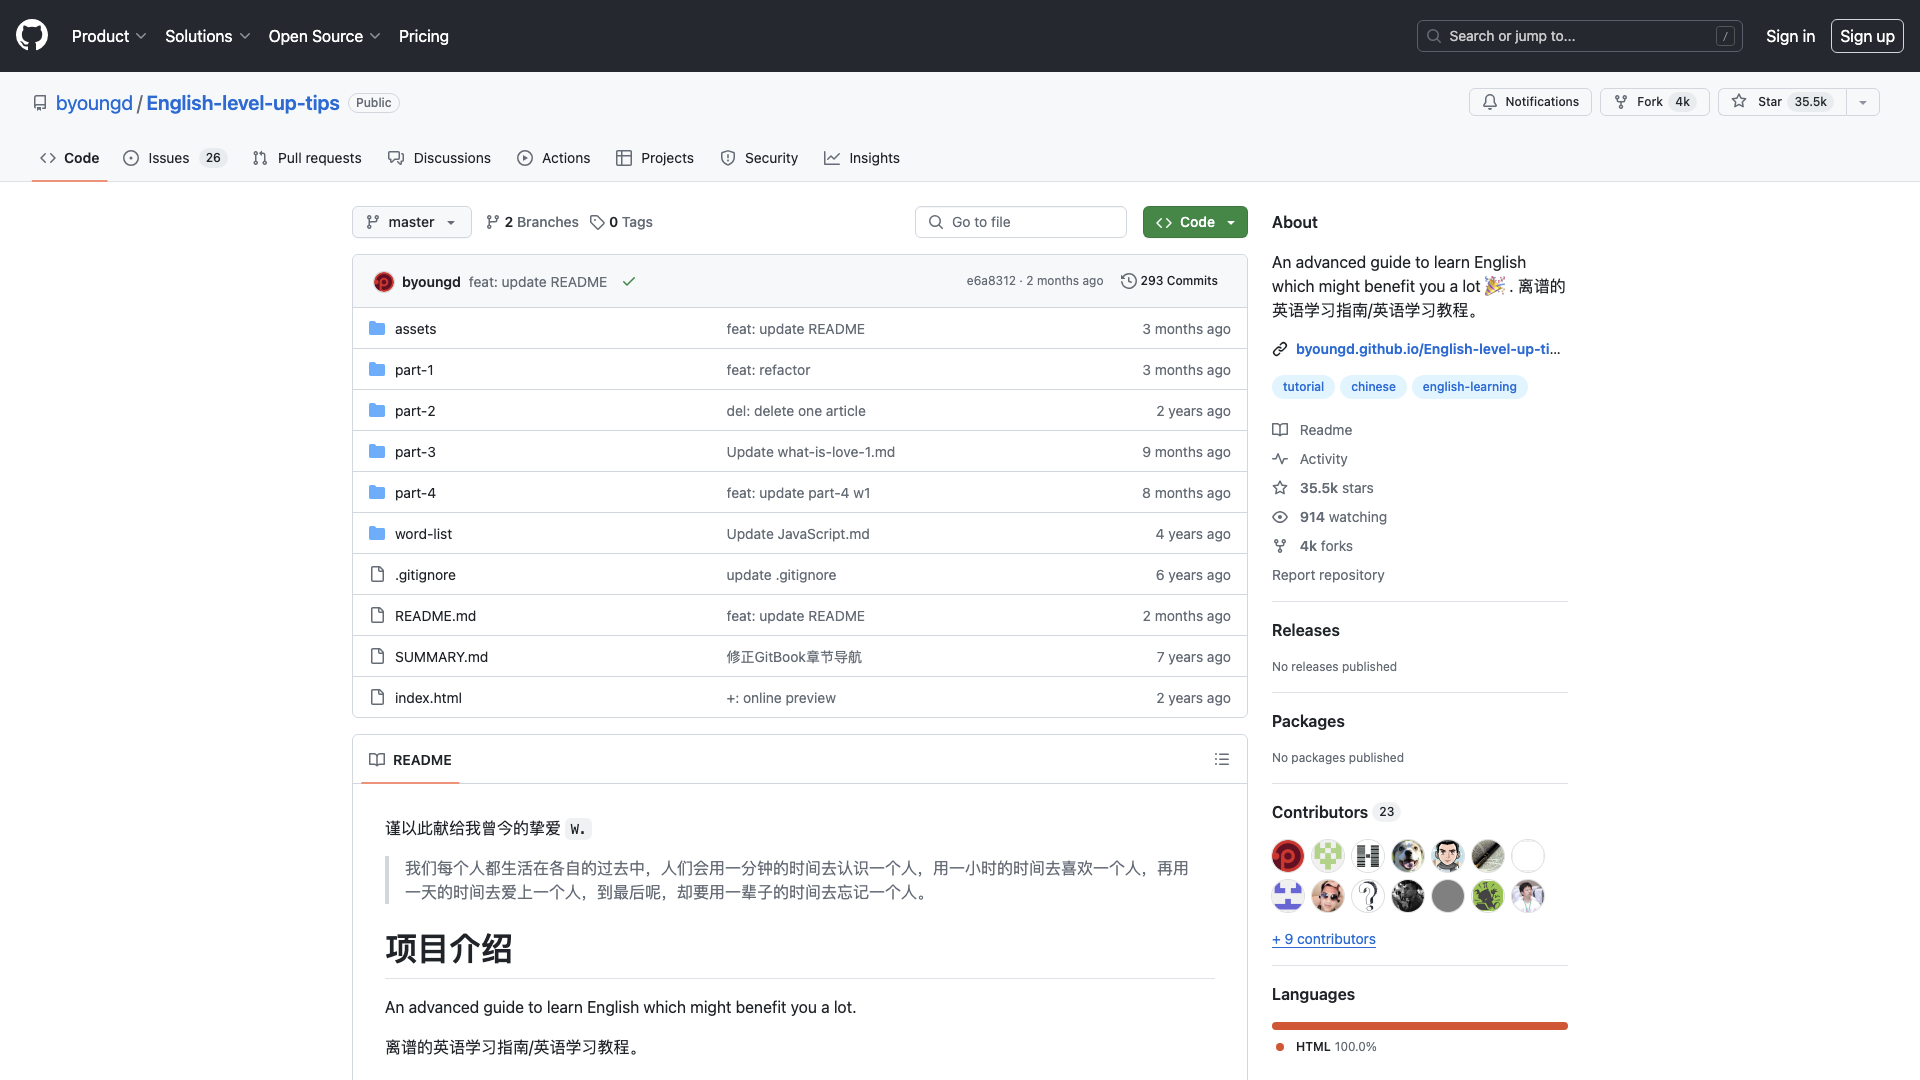 Product
Solutions
Open Source
Pricing
Search or jump to...
/
Sign in
Sign up
byoungd / English-level-up-tips
Public
Notifications
Fork 4k
Star 35.5k
Code
Issues 26
Pull requests
Discussions
Actions
Projects
Security
Insights
master
2 Branches
0 Tags
Go to file
Code
byoungd feat: update README
e6a8312 · 2 months ago
293 Commits
assets feat: update README 3 months ago
part-1 feat: refactor 3 months ago
part-2 del: delete one article 2 years ago
part-3 Update what-is-love-1.md 9 months ago
part-4 feat: update part-4 w1 8 months ago
word-list Update JavaScript.md 4 years ago
.gitignore update .gitignore 6 years ago
README.md feat: update README 2 months ago
SUMMARY.md 修正GitBook章节导航 7 years ago
index.html +: online preview 2 years ago
README
谨以此献给我曾今的挚爱 W.
我们每个人都生活在各自的过去中，人们会用一分钟的时间去认识一个人，用一小时的时间去喜欢一个人，再用
一天的时间去爱上一个人，到最后呢，却要用一辈子的时间去忘记一个人。
项目介绍
An advanced guide to learn English which might benefit you a lot.
离谱的英语学习指南/英语学习教程。
About
An advanced guide to learn English
which might benefit you a lot 🎉 . 离谱的
英语学习指南/英语学习教程。
byoungd.github.io/English-level-up-ti...
tutorial
chinese
english-learning
Readme
Activity
35.5k stars
914 watching
4k forks
Report repository
Releases
No releases published
Packages
No packages published
Contributors 23
+ 9 contributors
Languages
HTML 100.0%